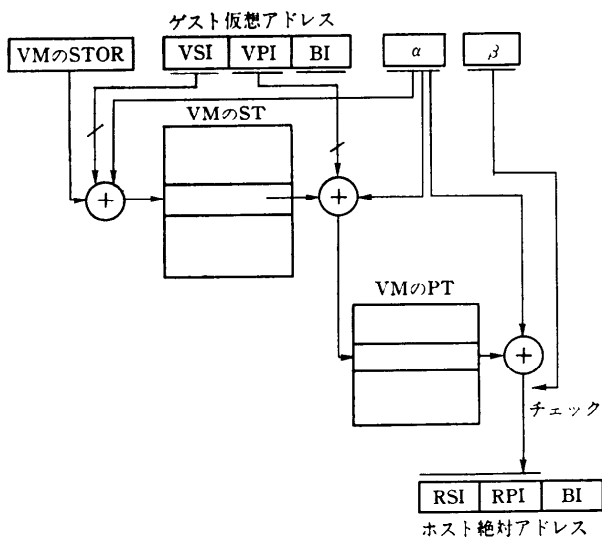 ゲスト仮想アドレス
VMのSTOR
VSI VPI BI
α
β
VMのST
+
+
VMのPT
+
チェック
RSI RPI BI
ホスト絶対アドレス